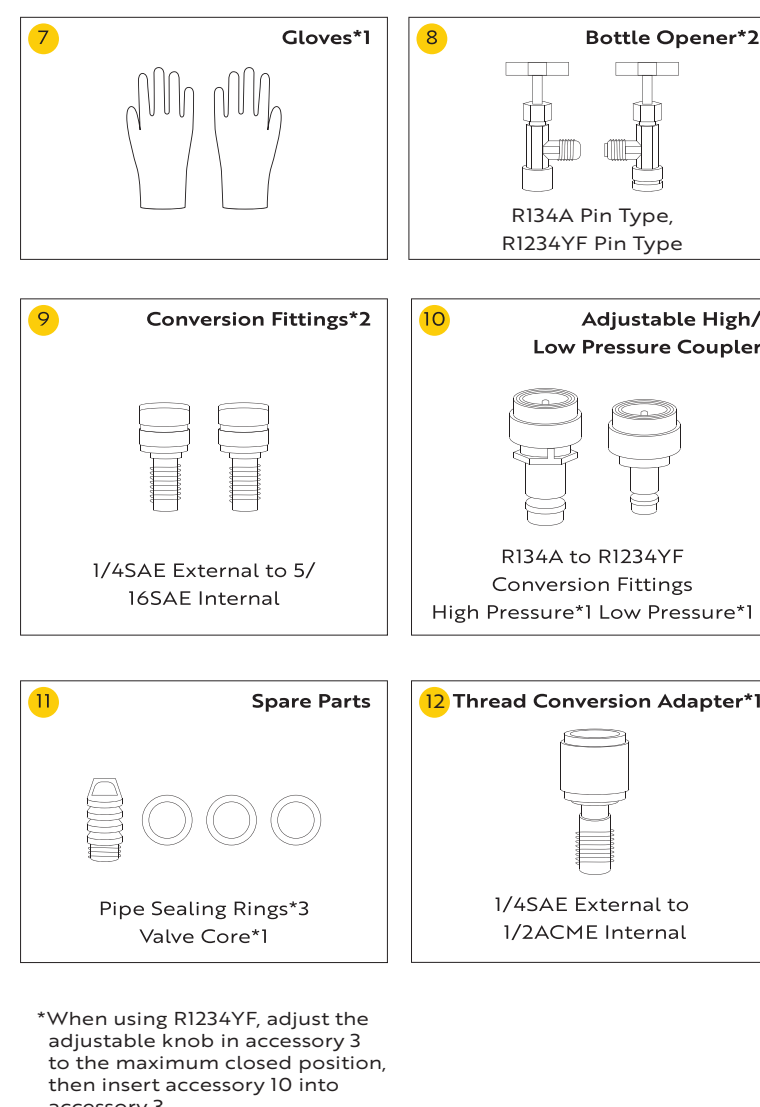 7
Gloves*1
8
Bottle Opener*2
R134A Pin Type,
R1234YF Pin Type
9
Conversion Fittings*2
1/4SAE External to 5/
16SAE Internal
10
Adjustable High/
Low Pressure Coupler
R134A to R1234YF
Conversion Fittings
High Pressure*1 Low Pressure*1
11
Spare Parts
Pipe Sealing Rings*3
Valve Core*1
12
Thread Conversion Adapter*1
1/4SAE External to
1/2ACME Internal
*When using R1234YF, adjust the
adjustable knob in accessory 3
to the maximum closed position,
then insert accessory 10 into
accessory 3